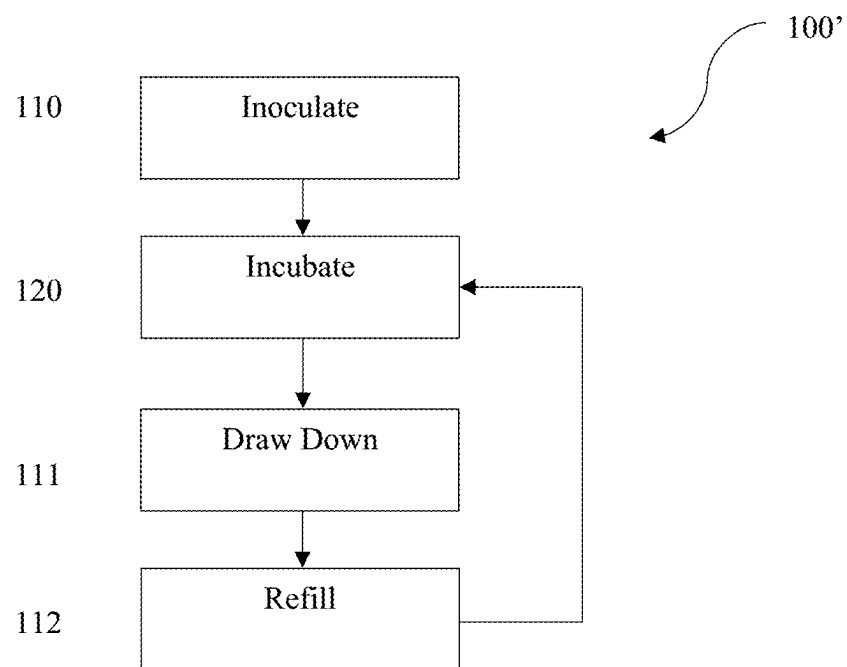 100’
110
Inoculate
120
Incubate
111
Draw Down
112
Refill